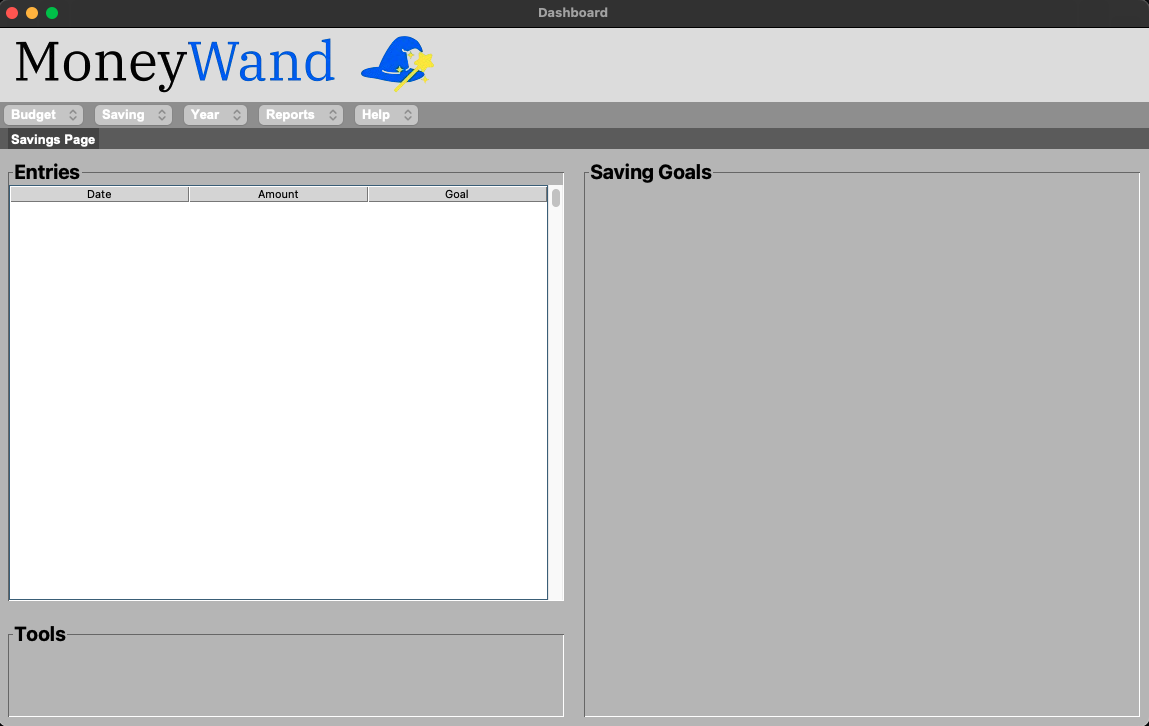 Dashboard
MoneyWand
Budget Saving Year Reports Help
Savings Page
Entries
Date Amount Goal
Saving Goals
Tools